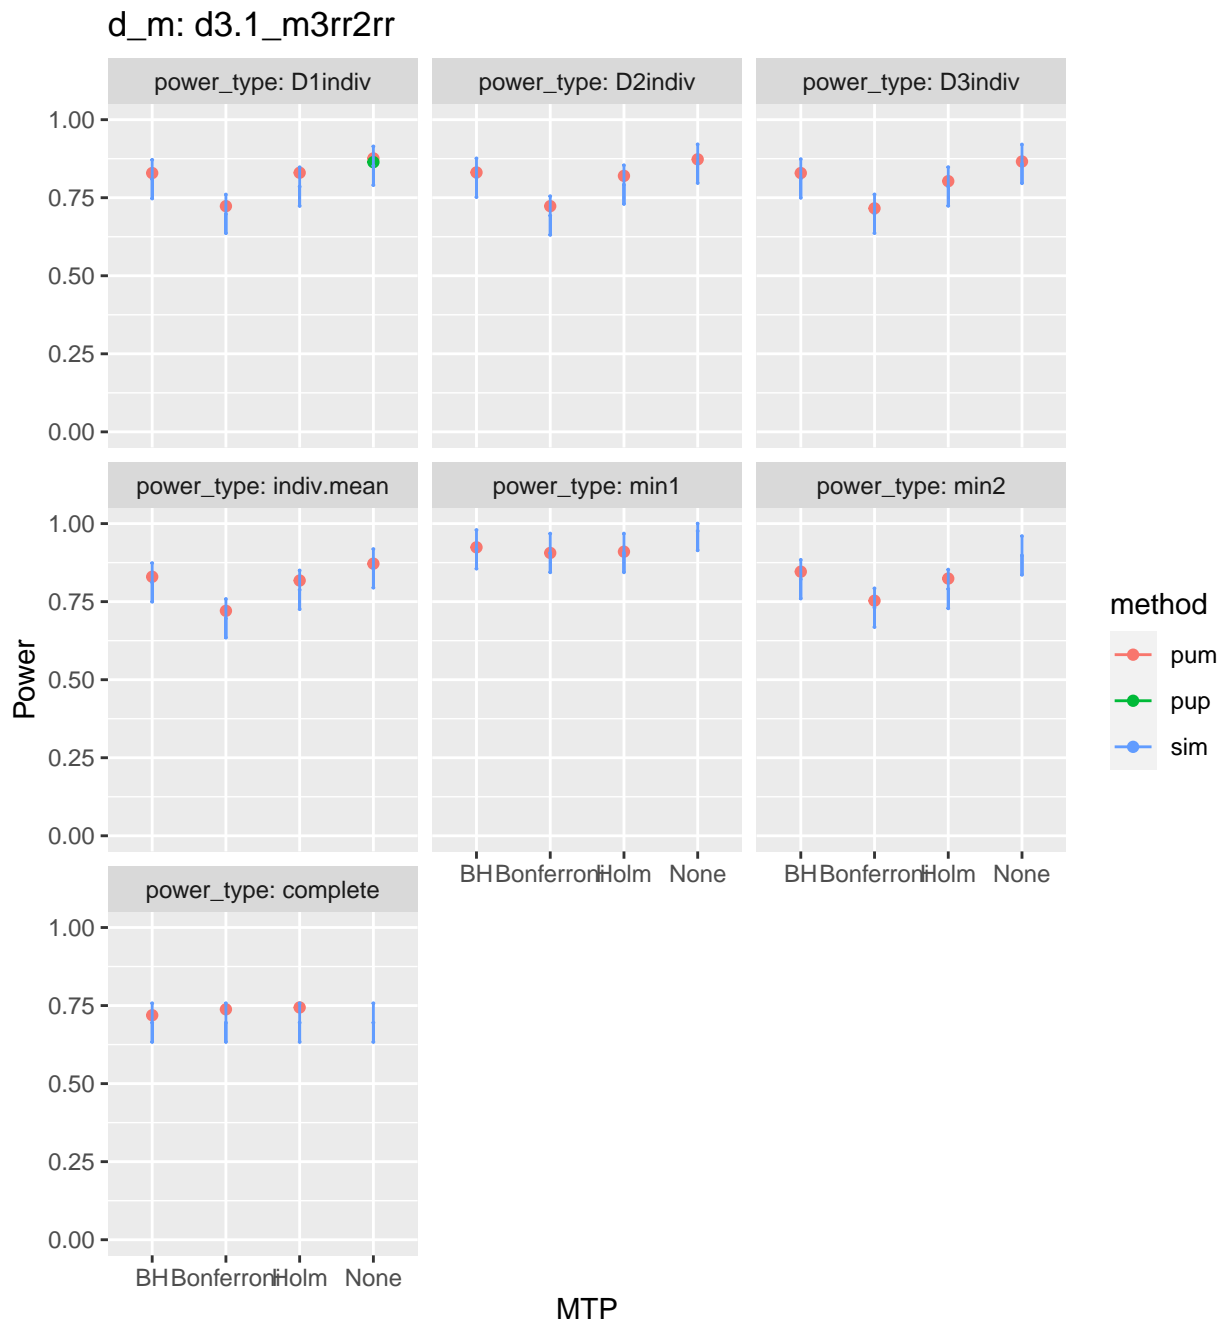 d_m: d3.1_m3rr2rr
power_type: D1indiv
power_type: D2indiv
power_type: D3indiv
1.00
0.75
0.50
0.25
0.00
power_type: indiv.mean
power_type: min1
power_type: min2
1.00
0.75
0.50
0.25
0.00
BH Bonferroni Holm None
BH Bonferroni Holm None
power_type: complete
1.00
0.75
0.50
0.25
0.00
BH Bonferroni Holm None
MTP
Power
method
pum
pup
sim